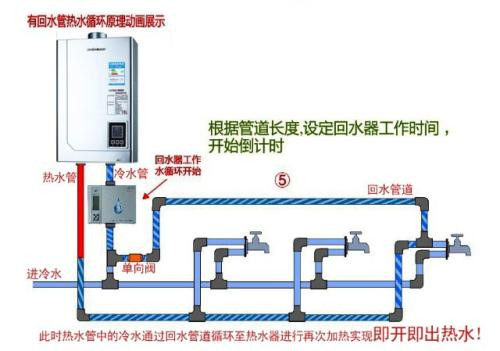 有回水管热水循环原理动画展示
根据管道长度,设定回水器工作时间，
开始倒计时
回水器工作
水循环开始
热水管
冷水管
⑤
回水管道
单向阀
进冷水
此时热水管中的冷水通过回水管道循环至热水器进行再次加热实现即开即出热水!